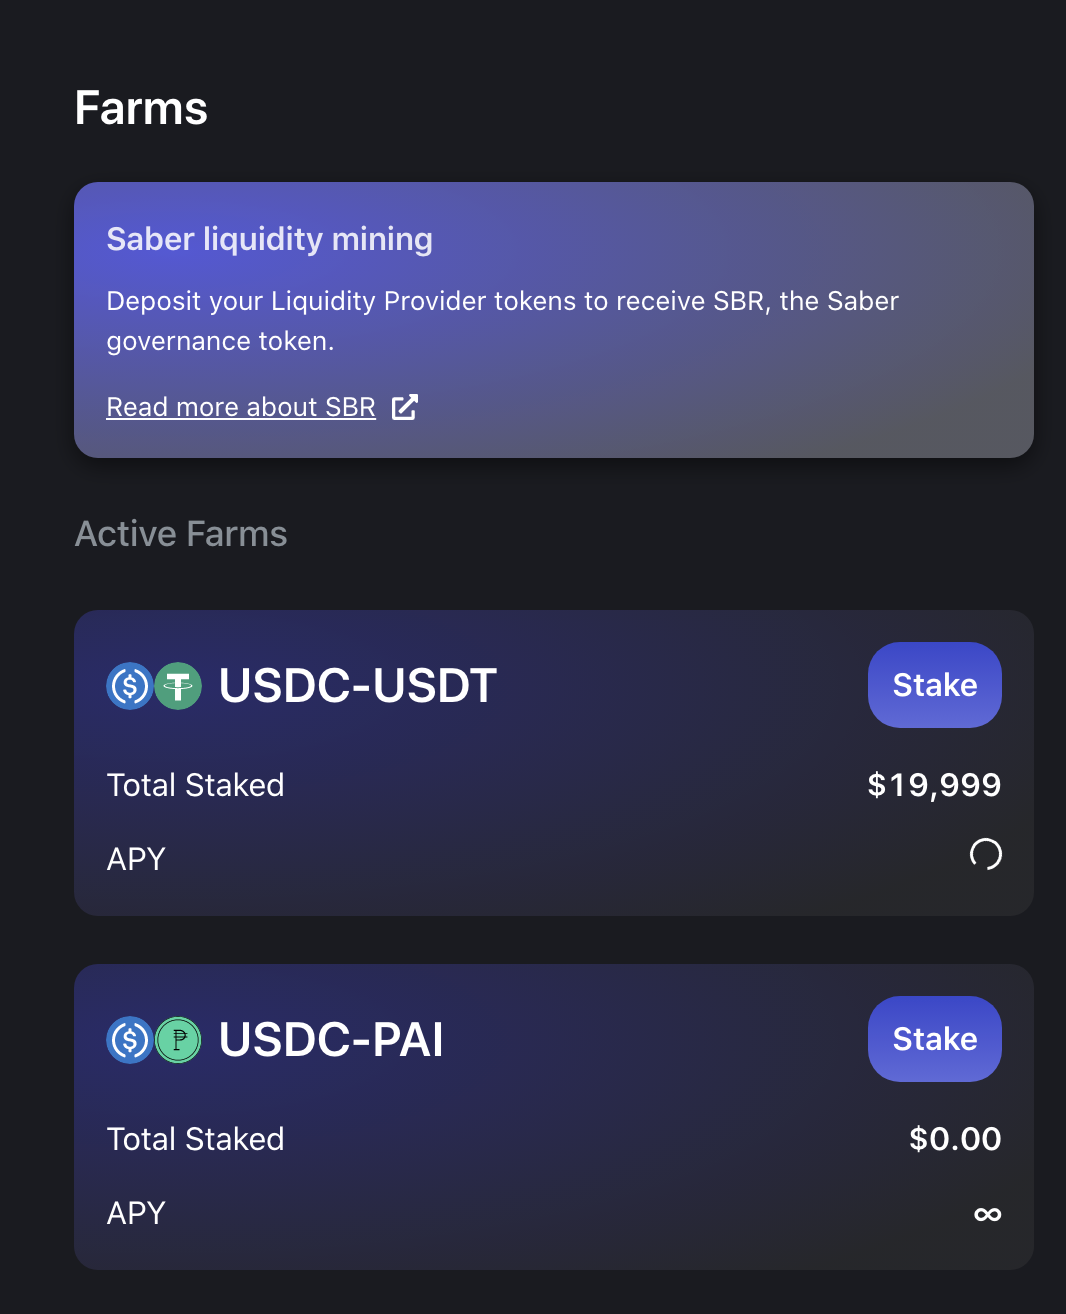 Farms
Saber liquidity mining
Deposit your Liquidity Provider tokens to receive SBR, the Saber
governance token.
Read more about SBR
Active Farms
USDC-USDT
Stake
Total Staked
$19,999
APY
USDC-PAI
Stake
Total Staked
$0.00
APY
∞